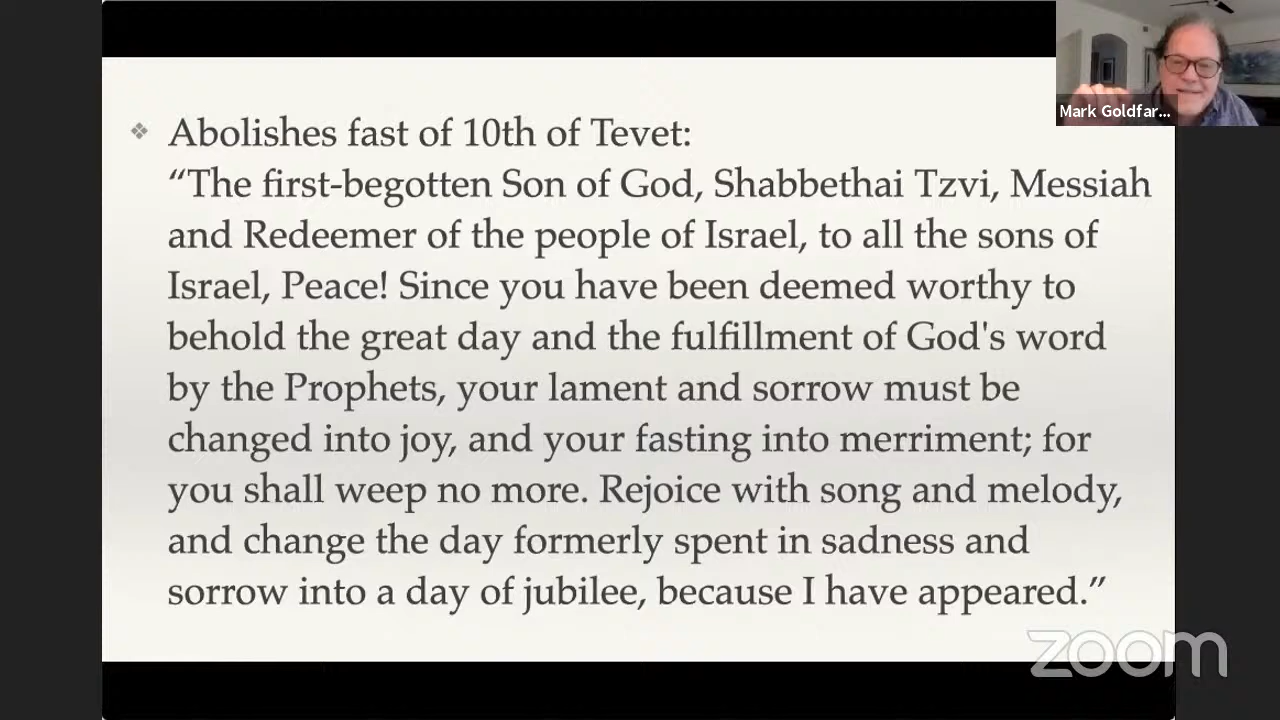 Mark Goldfar...
Abolishes fast of 10th of Tevet:
“The first-begotten Son of God, Shabbethai Tzvi, Messiah
and Redeemer of the people of Israel, to all the sons of
Israel, Peace! Since you have been deemed worthy to
behold the great day and the fulfillment of God's word
by the Prophets, your lament and sorrow must be
changed into joy, and your fasting into merriment; for
you shall weep no more. Rejoice with song and melody,
and change the day formerly spent in sadness and
sorrow into a day of jubilee, because I have appeared.”
zoom